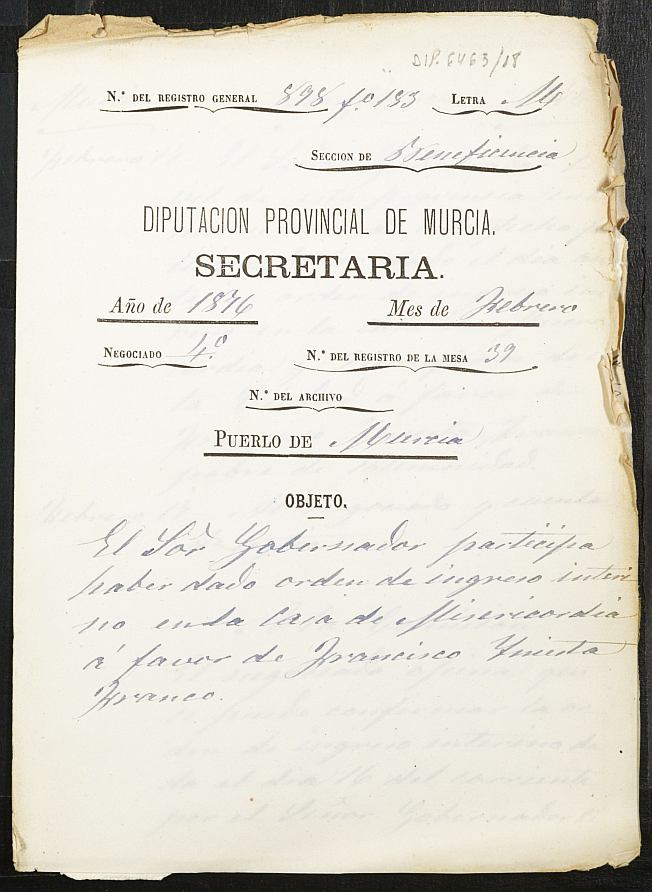 DIP. 6463/18
N.º DEL REGISTRO GENERAL 898 fº 133 LETRA M
SECCION DE Beneficencia
DIPUTACION PROVINCIAL DE MURCIA.
SECRETARIA.
Año de 1876 Mes de Febrero
NEGOCIADO 4.º N.º DEL REGISTRO DE LA MESA 39
N.º DEL ARCHIVO
PUERLO DE Murcia
OBJETO.
El Sor Gobernador participa
haber dado orden de ingreso interi-
no en la Casa de Misericordia
á favor de Francisco Yniesta
Franco.